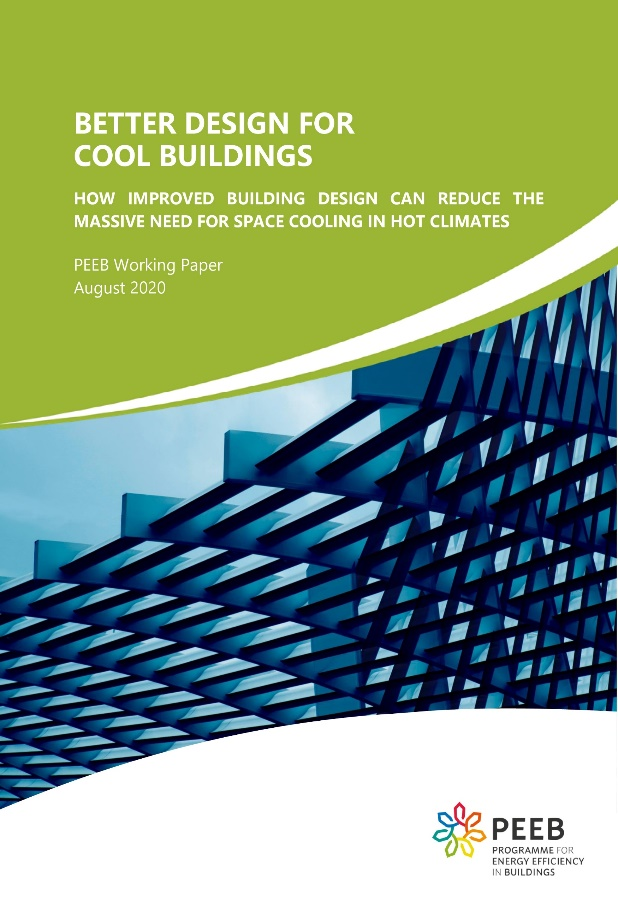 BETTER DESIGN FOR
COOL BUILDINGS
HOW IMPROVED BUILDING DESIGN CAN REDUCE THE
MASSIVE NEED FOR SPACE COOLING IN HOT CLIMATES
PEEB Working Paper
August 2020
PEEB
PROGRAMME FOR
ENERGY EFFICIENCY
IN BUILDINGS